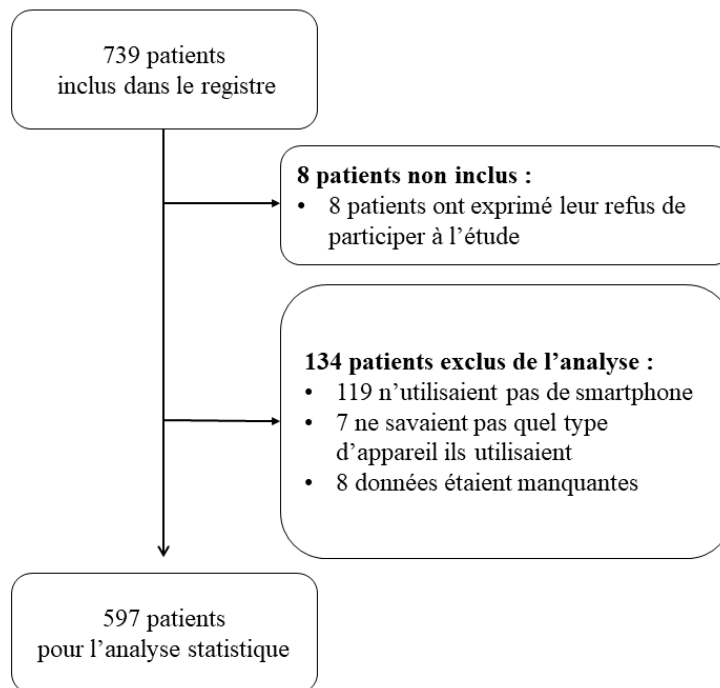 739 patients
inclus dans le registre
8 patients non inclus :
• 8 patients ont exprimé leur refus de
participer à l’étude
134 patients exclus de l’analyse :
• 119 n’utilisaient pas de smartphone
• 7 ne savaient pas quel type
d’appareil ils utilisaient
• 8 données étaient manquantes
597 patients
pour l’analyse statistique